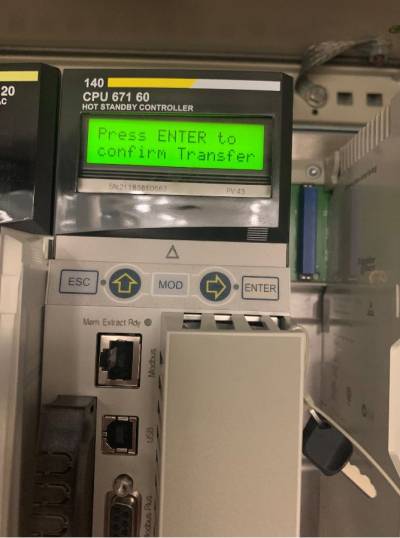 20
AC
140
CPU 671 60
HOT STANDBY CONTROLLER
Press ENTER to
confirm Transfer
PV:43
ESC
MOD
ENTER
Mem. Extract Rdy
Modbus
USB
Modbus Plus